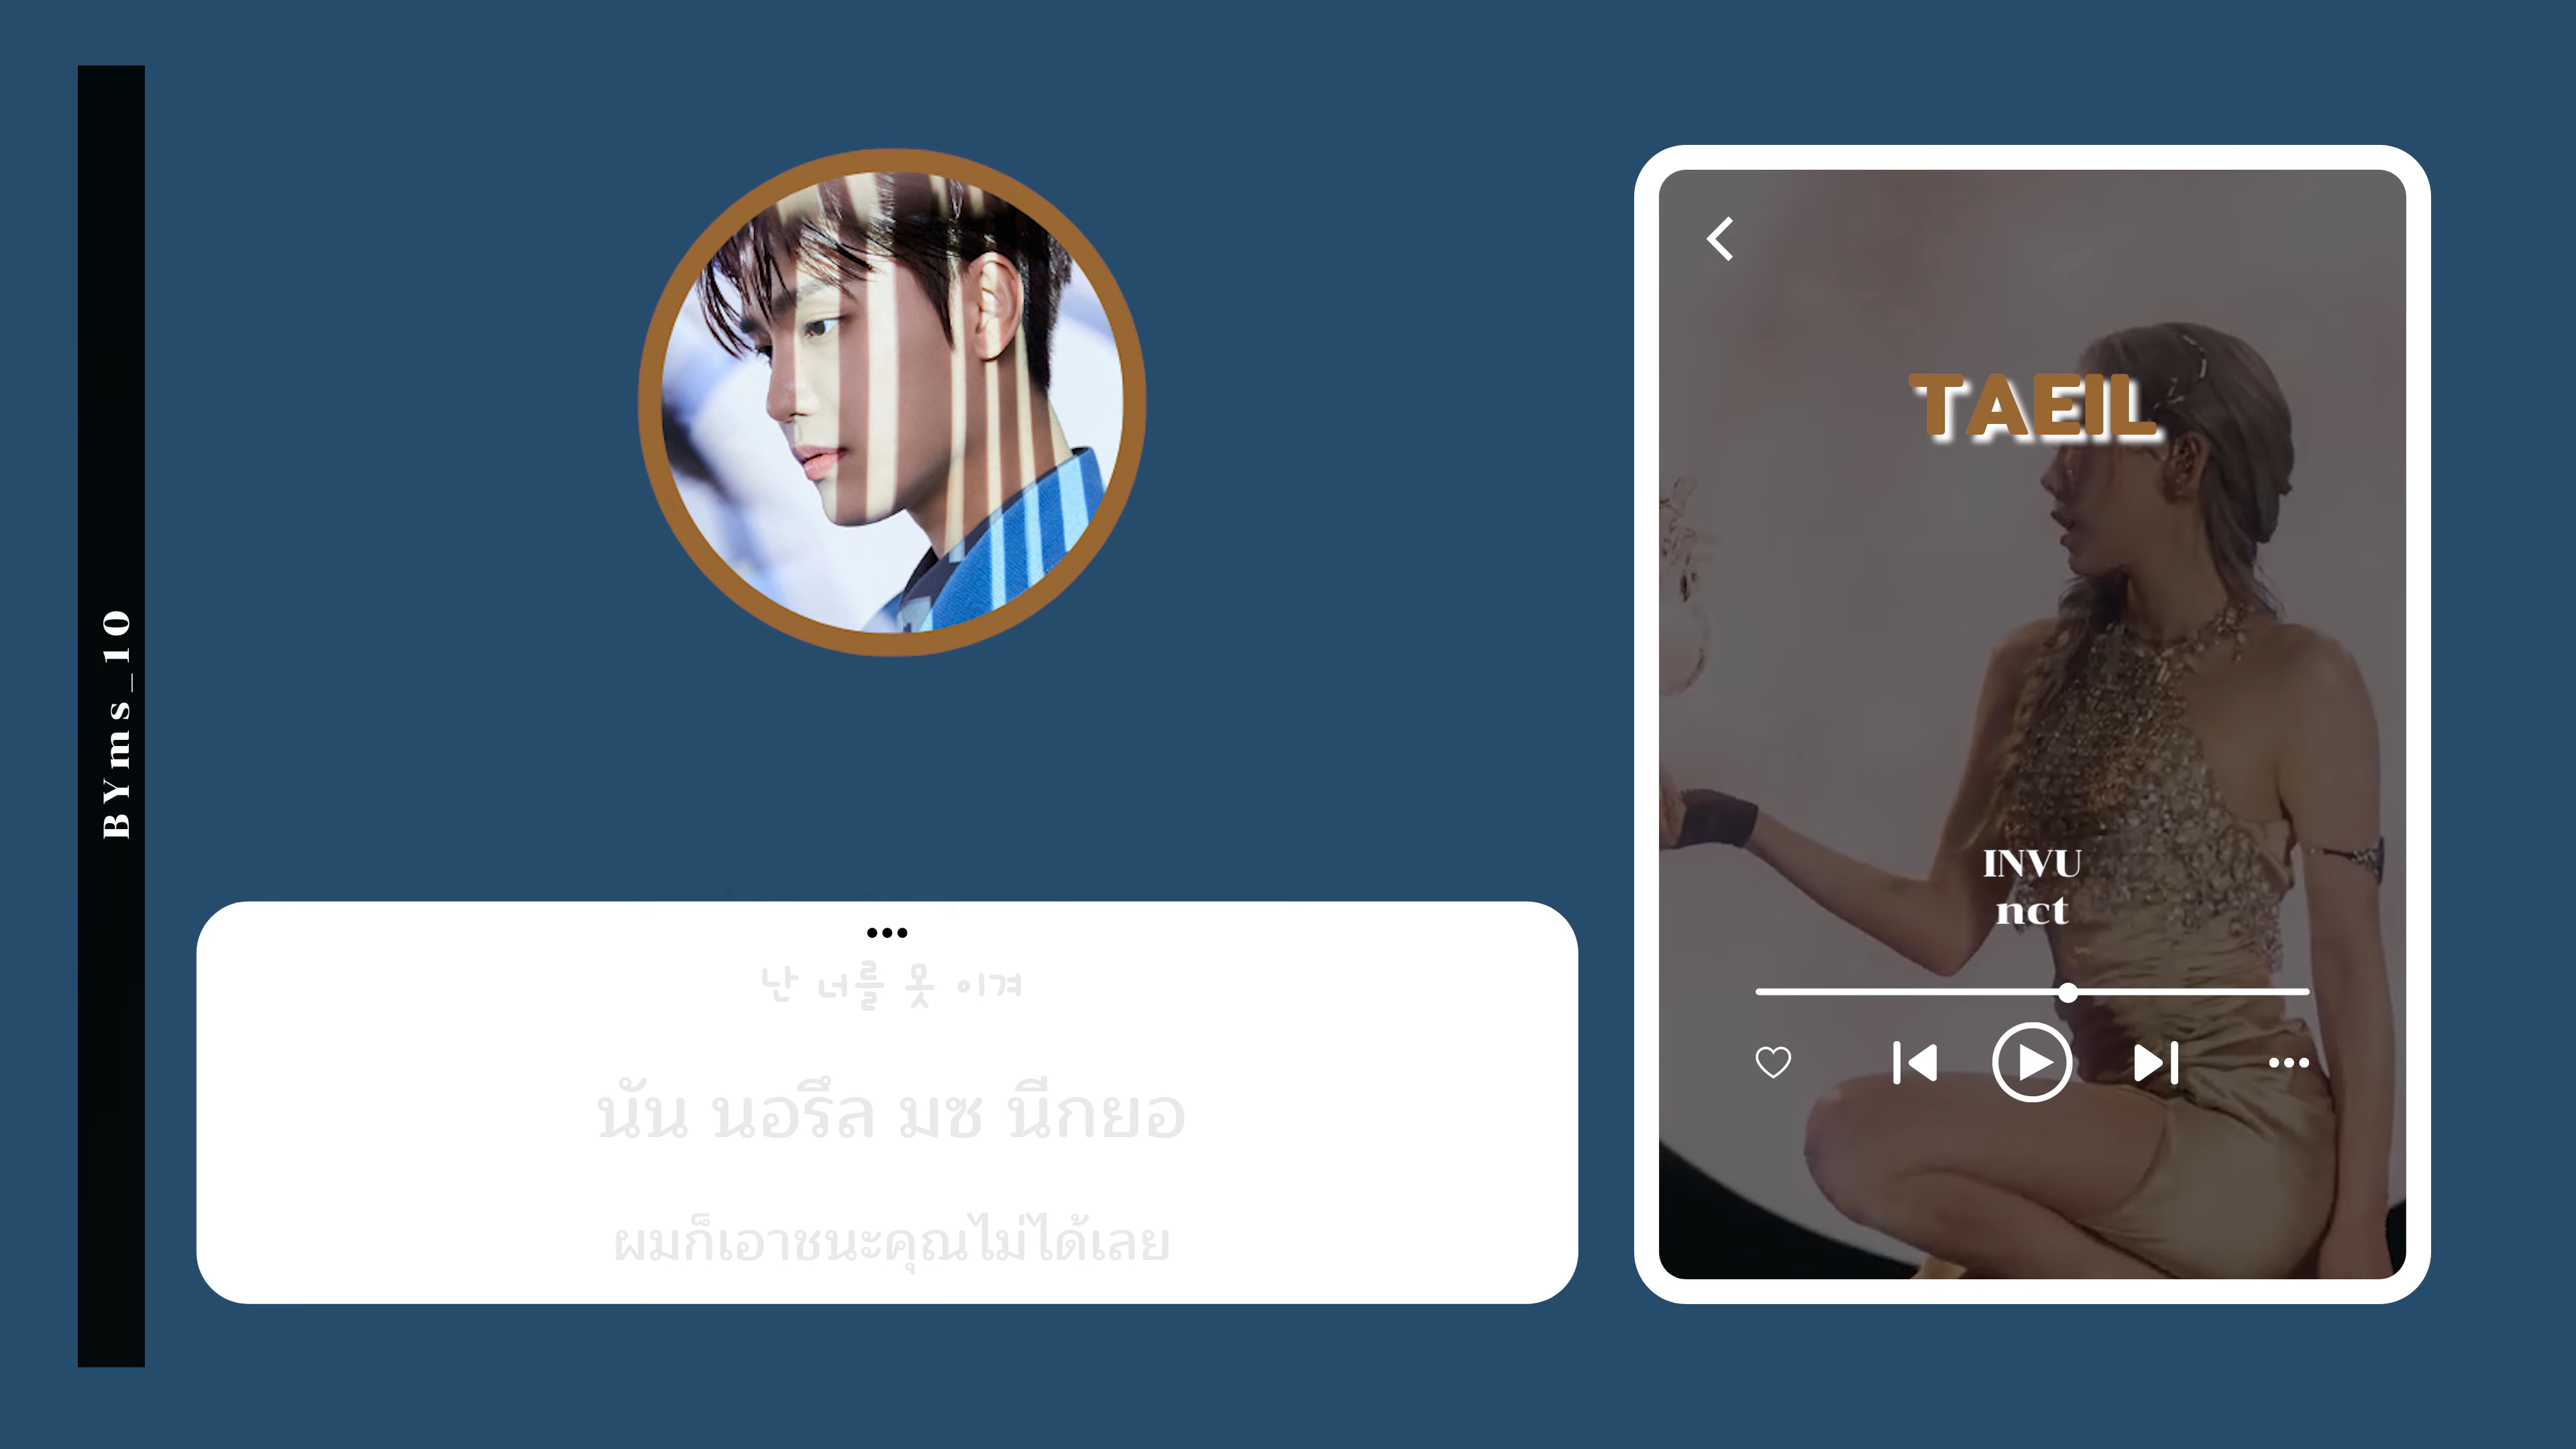 BYms_10
난 너를 못 이겨
นัน นอรึล มซ นีกยอ
ผมก็เอาชนะคุณไม่ได้เลย
TAEIL
INVU
nct